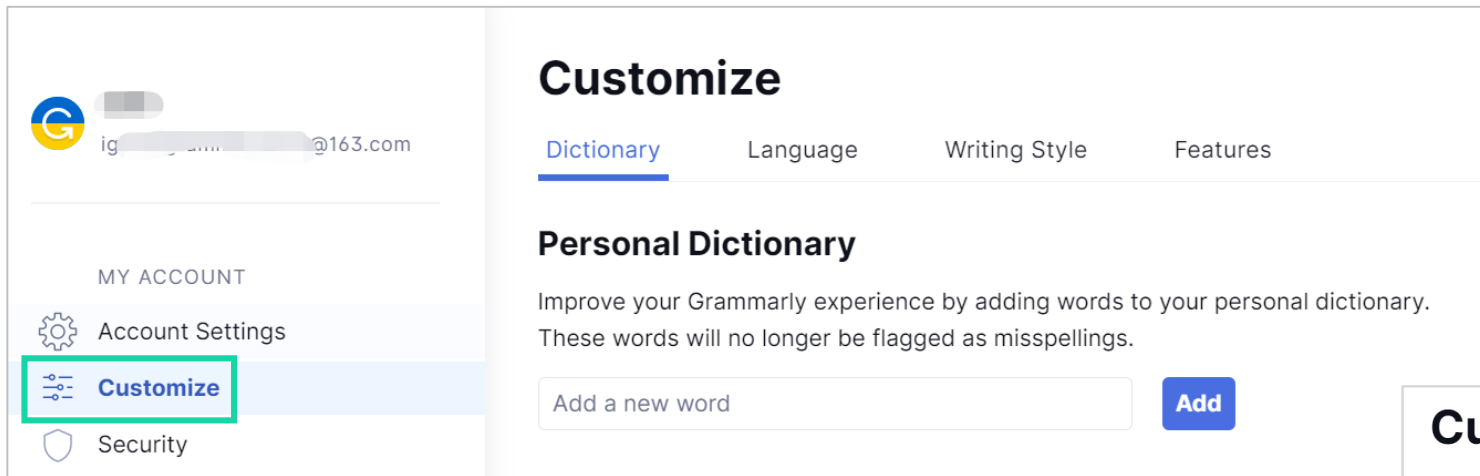 @163.com
MY ACCOUNT
Account Settings
Customize
Security
Customize
Dictionary Language Writing Style Features
Personal Dictionary
Improve your Grammarly experience by adding words to your personal dictionary.
These words will no longer be flagged as misspellings.
Add a new word Add